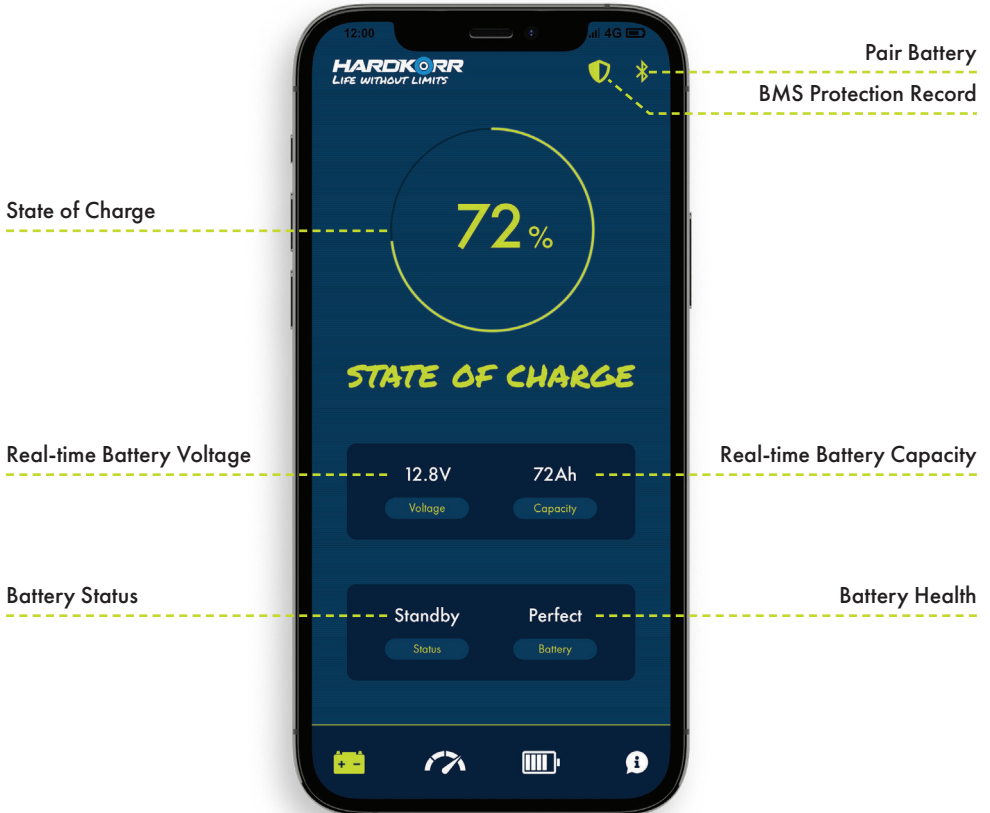 12:00
4G
HARDKORR
LIFE WITHOUT LIMITS
Pair Battery
BMS Protection Record
State of Charge
72%
STATE OF CHARGE
Real-time Battery Voltage
12.8V
72Ah
Real-time Battery Capacity
Voltage
Capacity
Battery Status
Standby
Perfect
Battery Health
Status
Battery